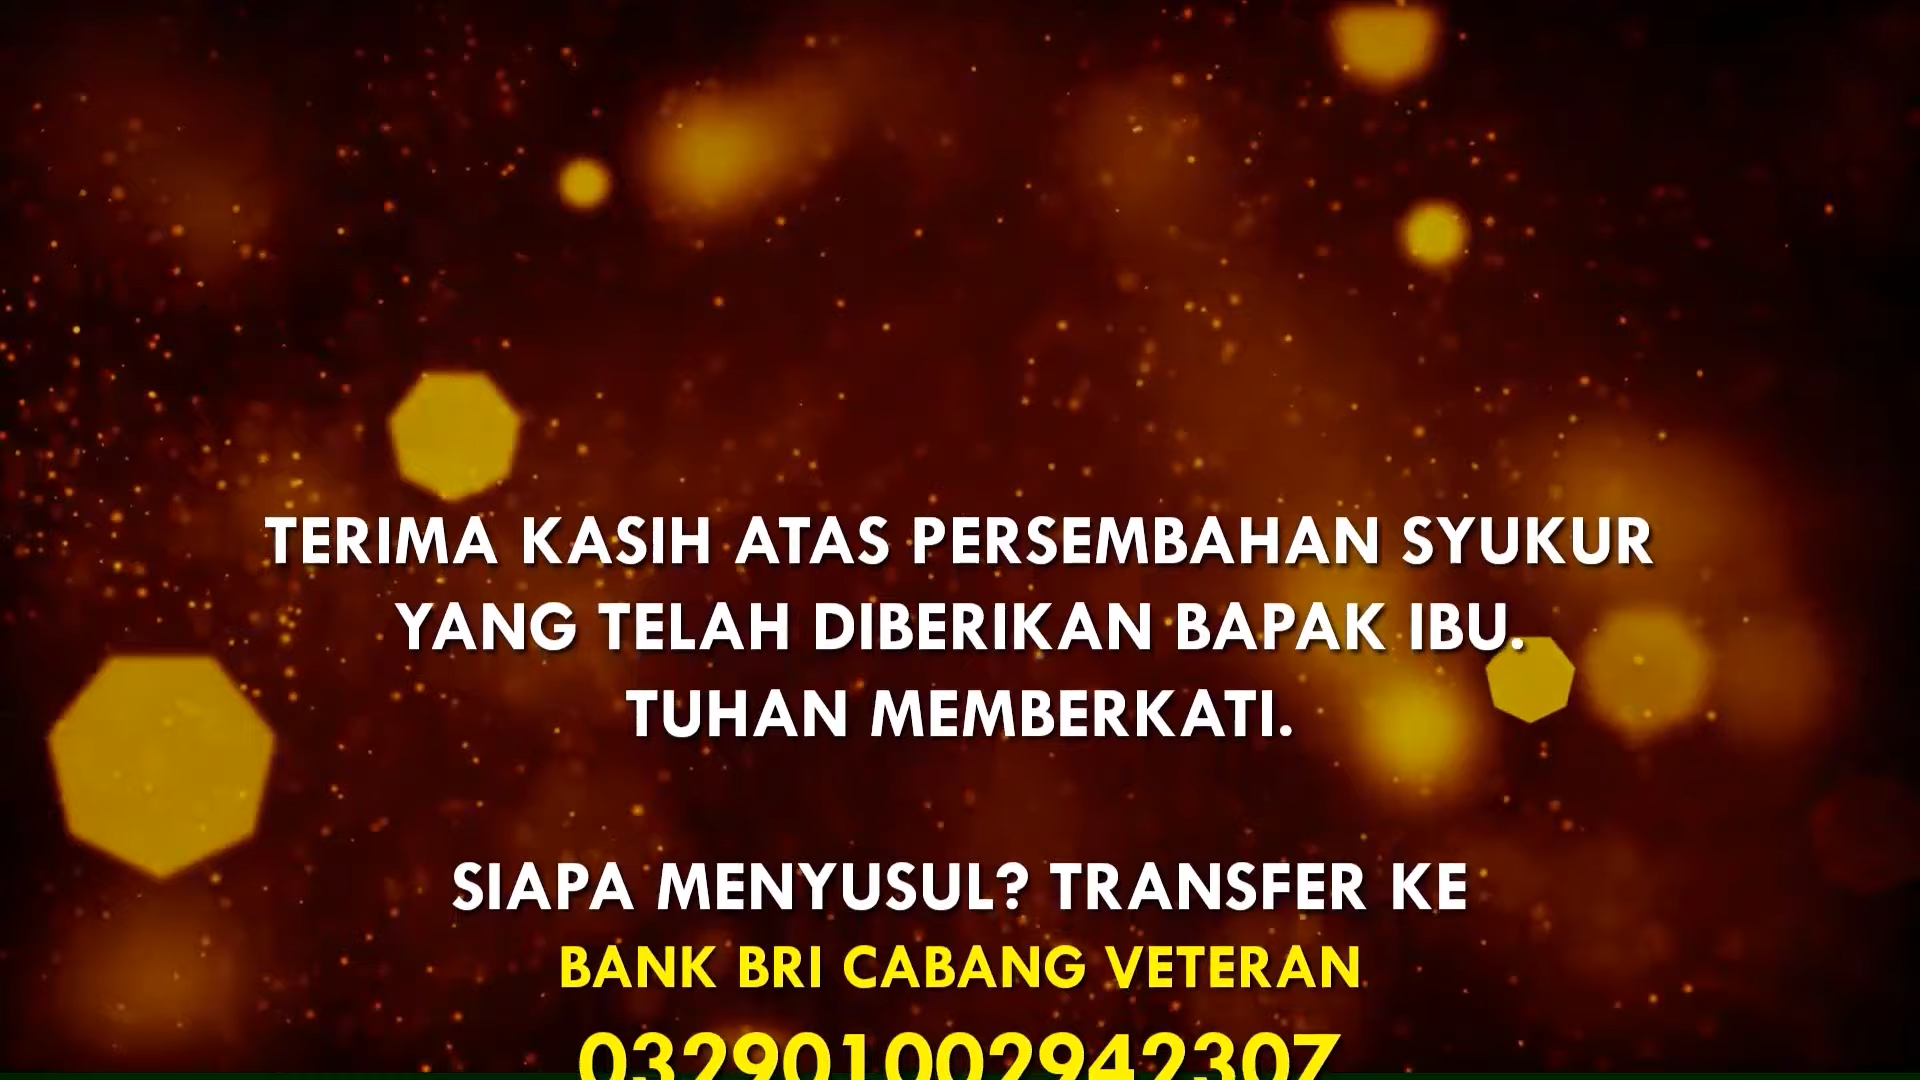 TERIMA KASIH ATAS PERSEMBAHAN SYUKUR
YANG TELAH DIBERIKAN BAPAK IBU.
TUHAN MEMBERKATI.
SIAPA MENYUSUL? TRANSFER KE
BANK BRI CABANG VETERAN
032901002942307